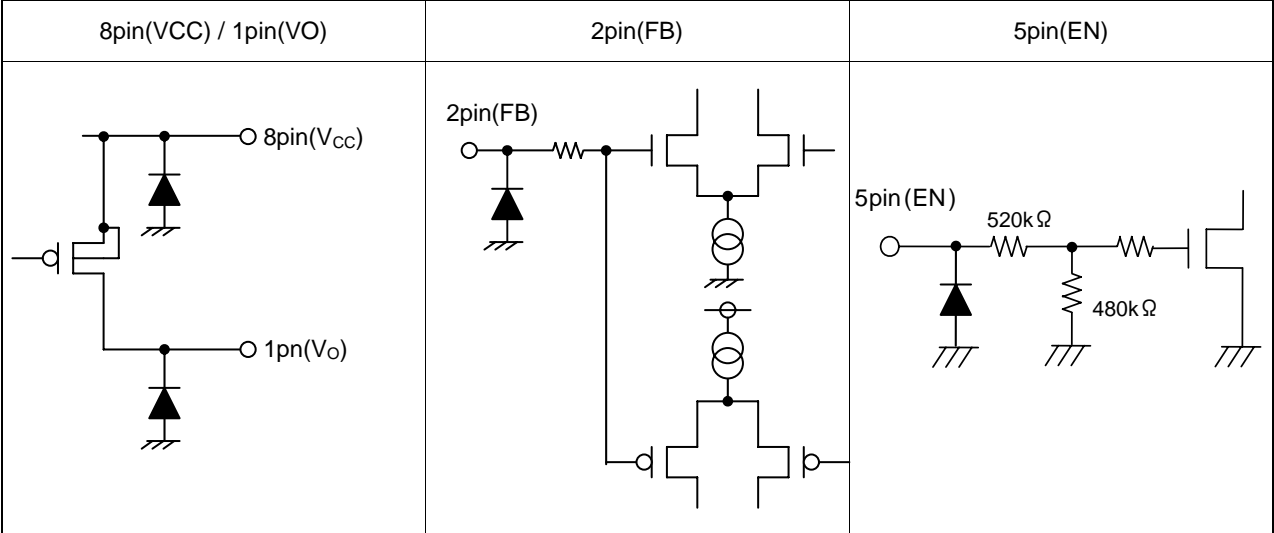 8pin(VCC) / 1pin(VO)
2pin(FB)
5pin(EN)
8pin(VCC)
1pn(VO)
2pin(FB)
5pin(EN)
520kΩ
480kΩ